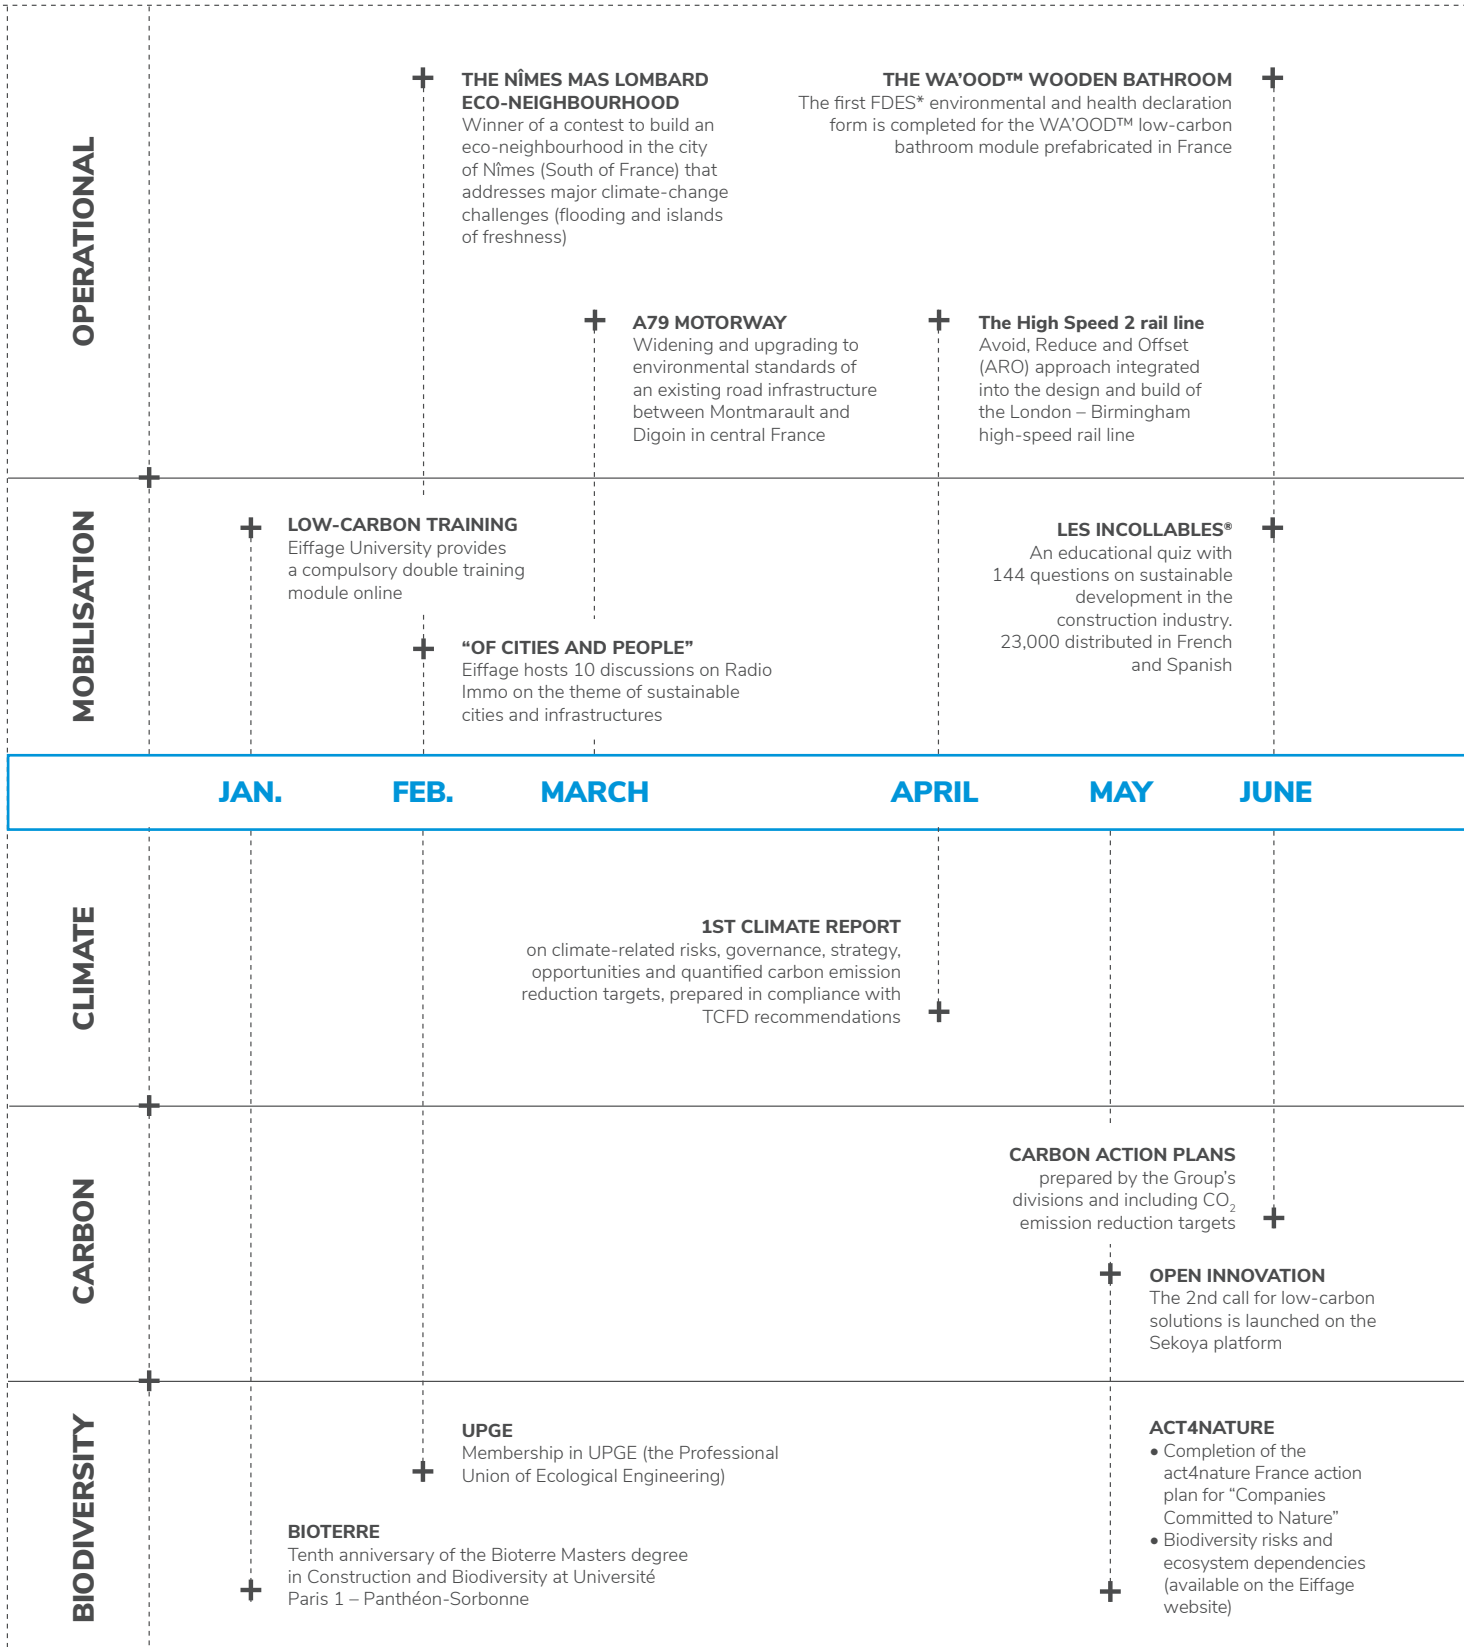 OPERATIONAL
THE NÎMES MAS LOMBARD
ECO-NEIGHBOURHOOD
Winner of a contest to build an
eco-neighbourhood in the city
of Nîmes (South of France) that
addresses major climate-change
challenges (flooding and islands
of freshness)
THE WA’OOD™ WOODEN BATHROOM
The first FDES* environmental and health declaration
form is completed for the WA’OOD™ low-carbon
bathroom module prefabricated in France
A79 MOTORWAY
Widening and upgrading to
environmental standards of
an existing road infrastructure
between Montmarault and
Digoin in central France
The High Speed 2 rail line
Avoid, Reduce and Offset
(ARO) approach integrated
into the design and build of
the London – Birmingham
high-speed rail line
MOBILISATION
LOW-CARBON TRAINING
Eiffage University provides
a compulsory double training
module online
“OF CITIES AND PEOPLE”
Eiffage hosts 10 discussions on Radio
Immo on the theme of sustainable
cities and infrastructures
LES INCOLLABLES®
An educational quiz with
144 questions on sustainable
development in the
construction industry.
23,000 distributed in French
and Spanish
JAN. FEB. MARCH APRIL MAY JUNE
CLIMATE
1ST CLIMATE REPORT
on climate-related risks, governance, strategy,
opportunities and quantified carbon emission
reduction targets, prepared in compliance with
TCFD recommendations
CARBON
CARBON ACTION PLANS
prepared by the Group’s
divisions and including CO₂
emission reduction targets
OPEN INNOVATION
The 2nd call for low-carbon
solutions is launched on the
Sekoya platform
BIODIVERSITY
UPGE
Membership in UPGE (the Professional
Union of Ecological Engineering)
BIOTERRE
Tenth anniversary of the Bioterre Masters degree
in Construction and Biodiversity at Université
Paris 1 – Panthéon-Sorbonne
ACT4NATURE
• Completion of the
act4nature France action
plan for “Companies
Committed to Nature”
• Biodiversity risks and
ecosystem dependencies
(available on the Eiffage
website)